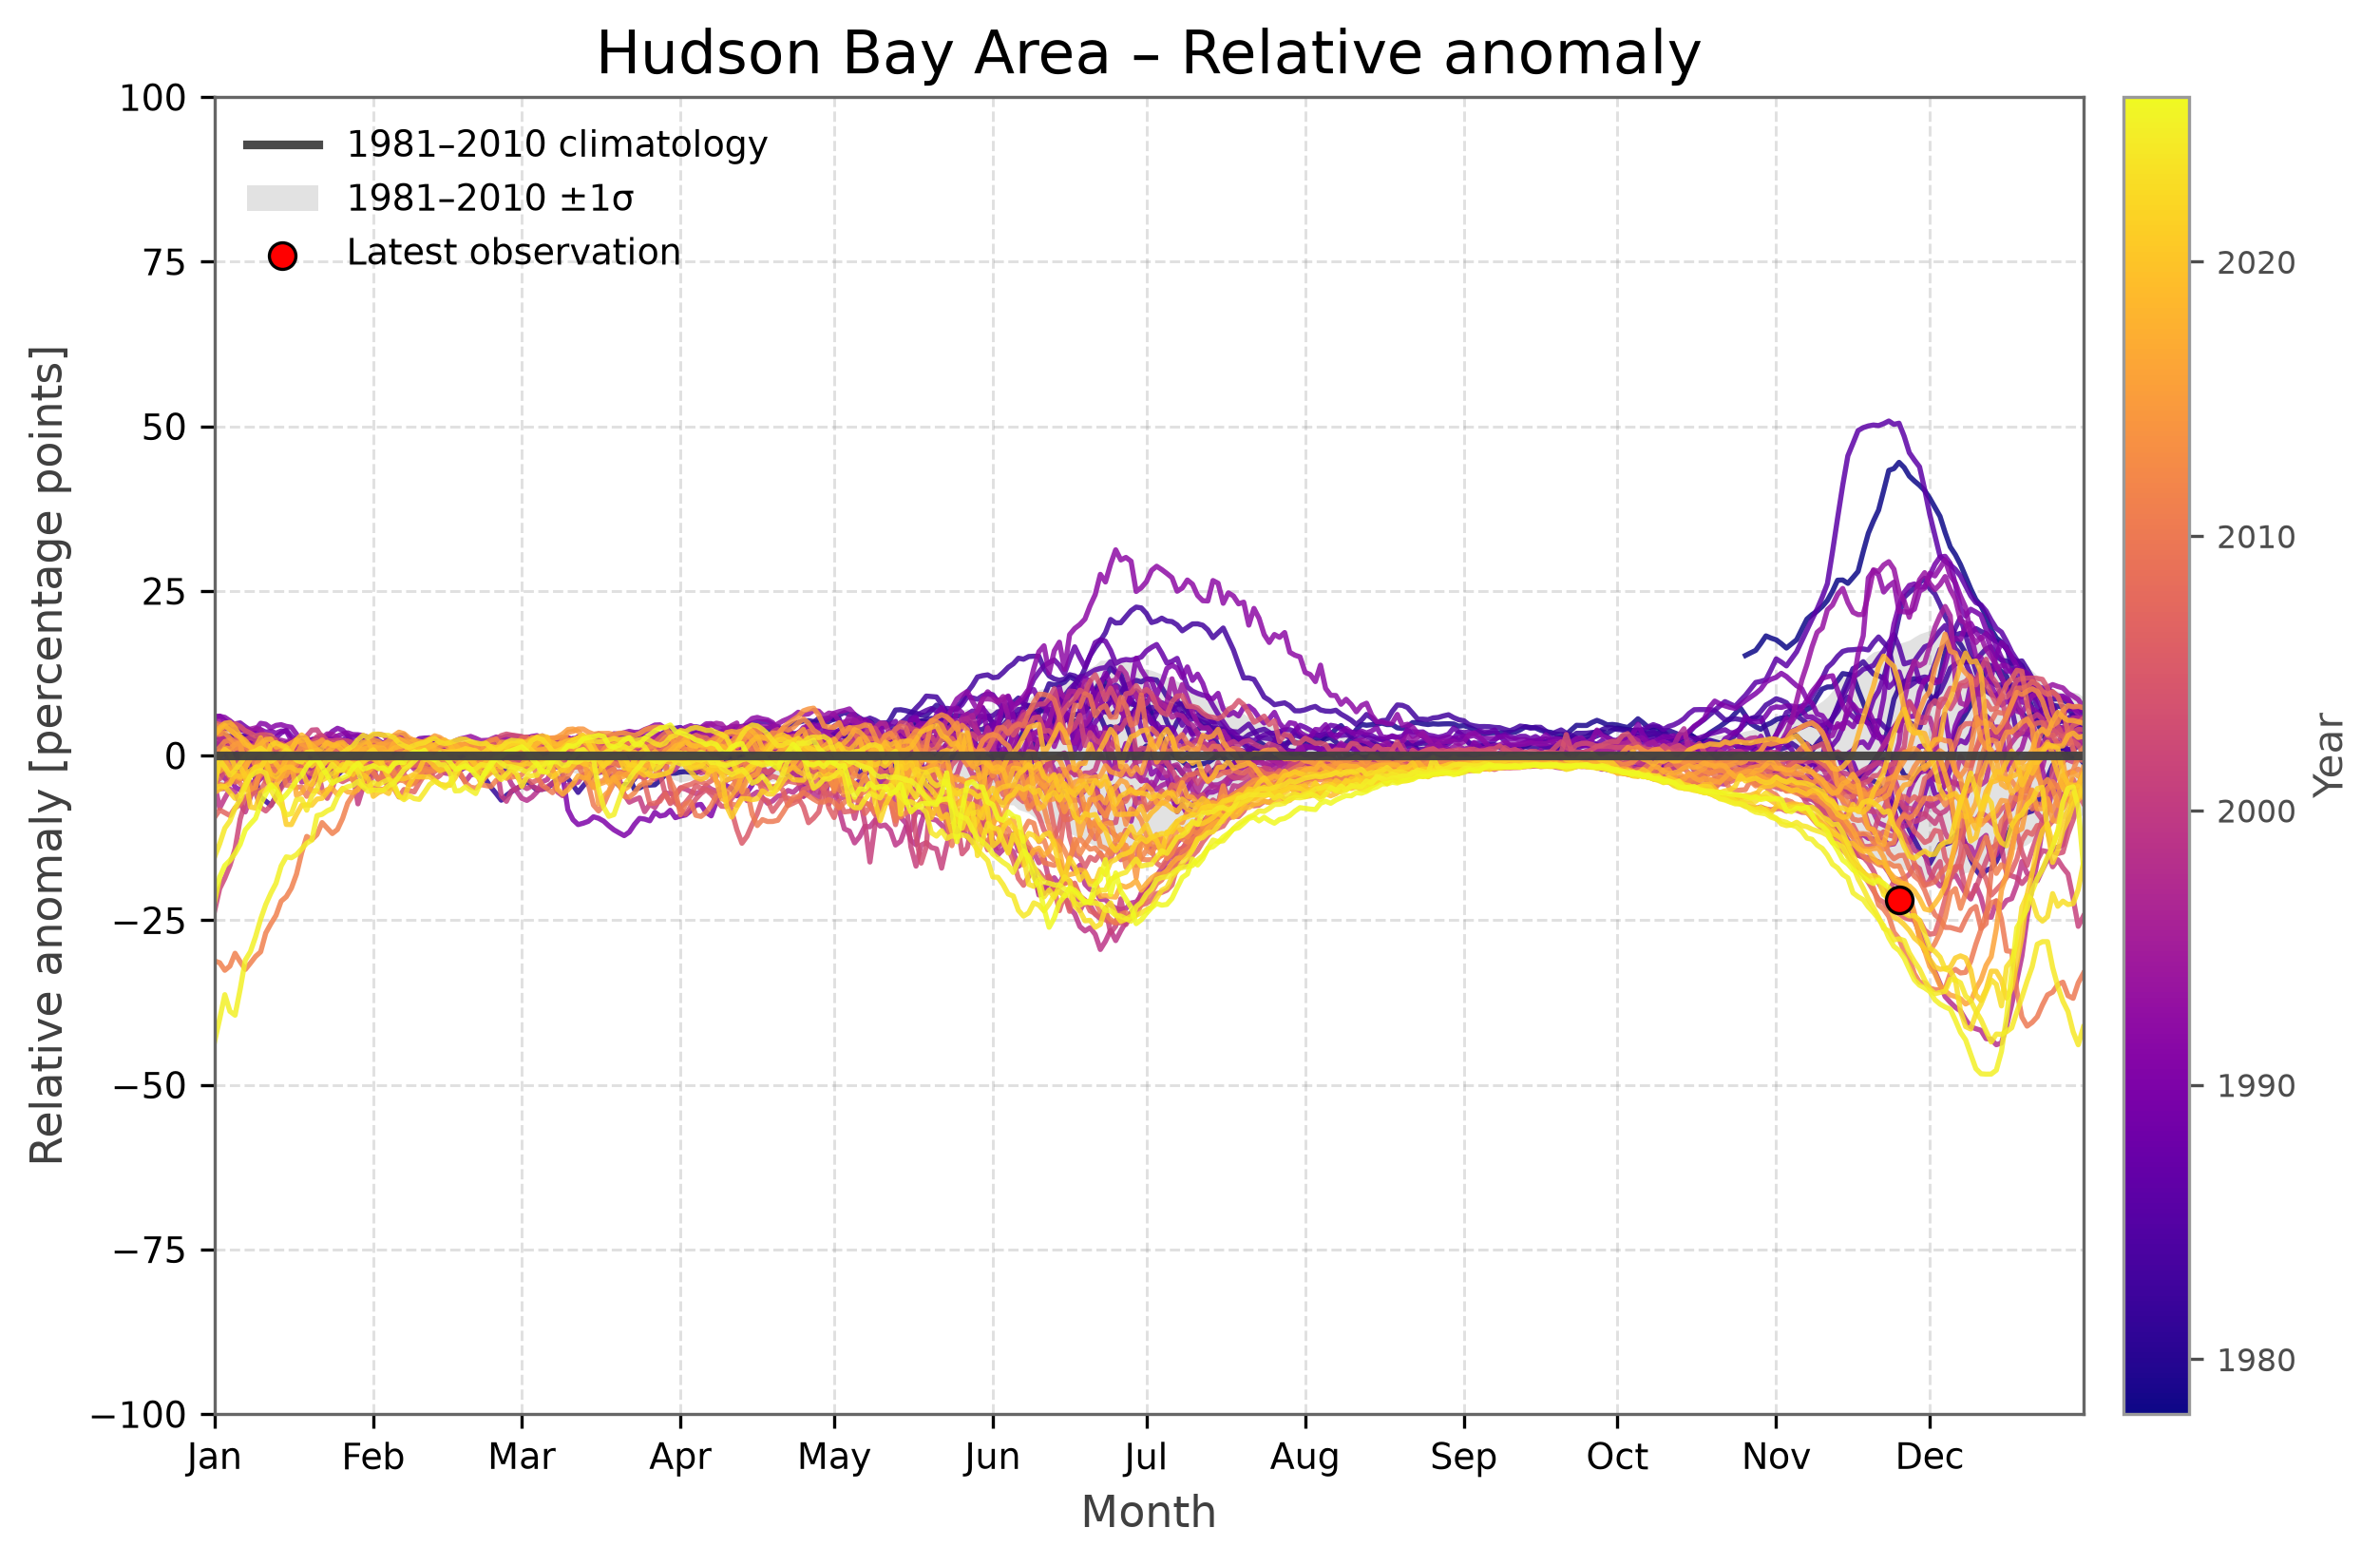 Hudson Bay Area – Relative anomaly
1981–2010 climatology
1981–2010 ±1σ
Latest observation
Relative anomaly [percentage points]
100
75
50
25
0
−25
−50
−75
−100
Jan Feb Mar Apr May Jun Jul Aug Sep Oct Nov Dec
Month
2020
2010
2000
1990
1980
Year